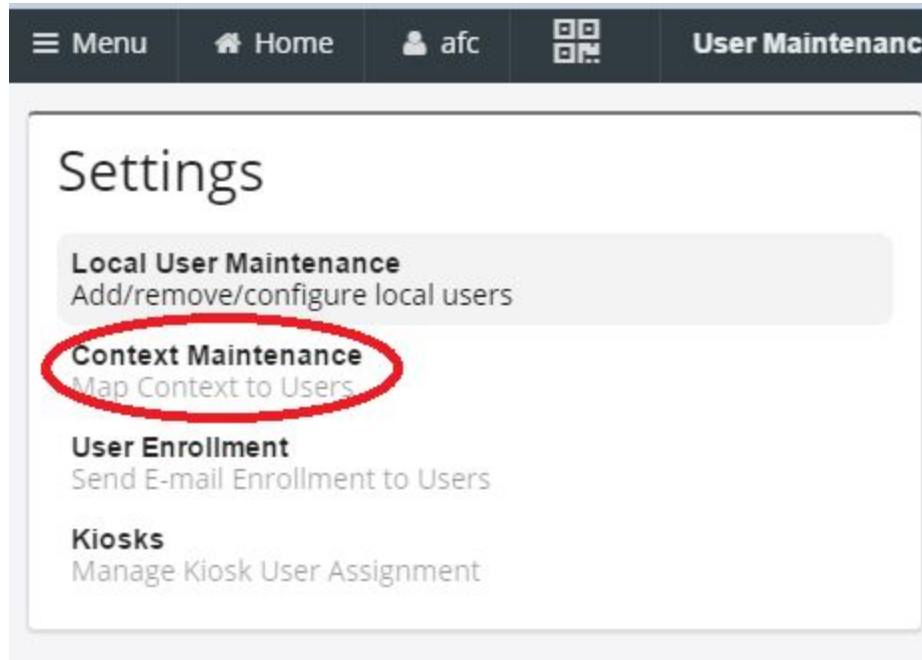 Menu Home afc User Maintenanc
Settings
Local User Maintenance
Add/remove/configure local users
Context Maintenance
Map Context to Users
User Enrollment
Send E-mail Enrollment to Users
Kiosks
Manage Kiosk User Assignment